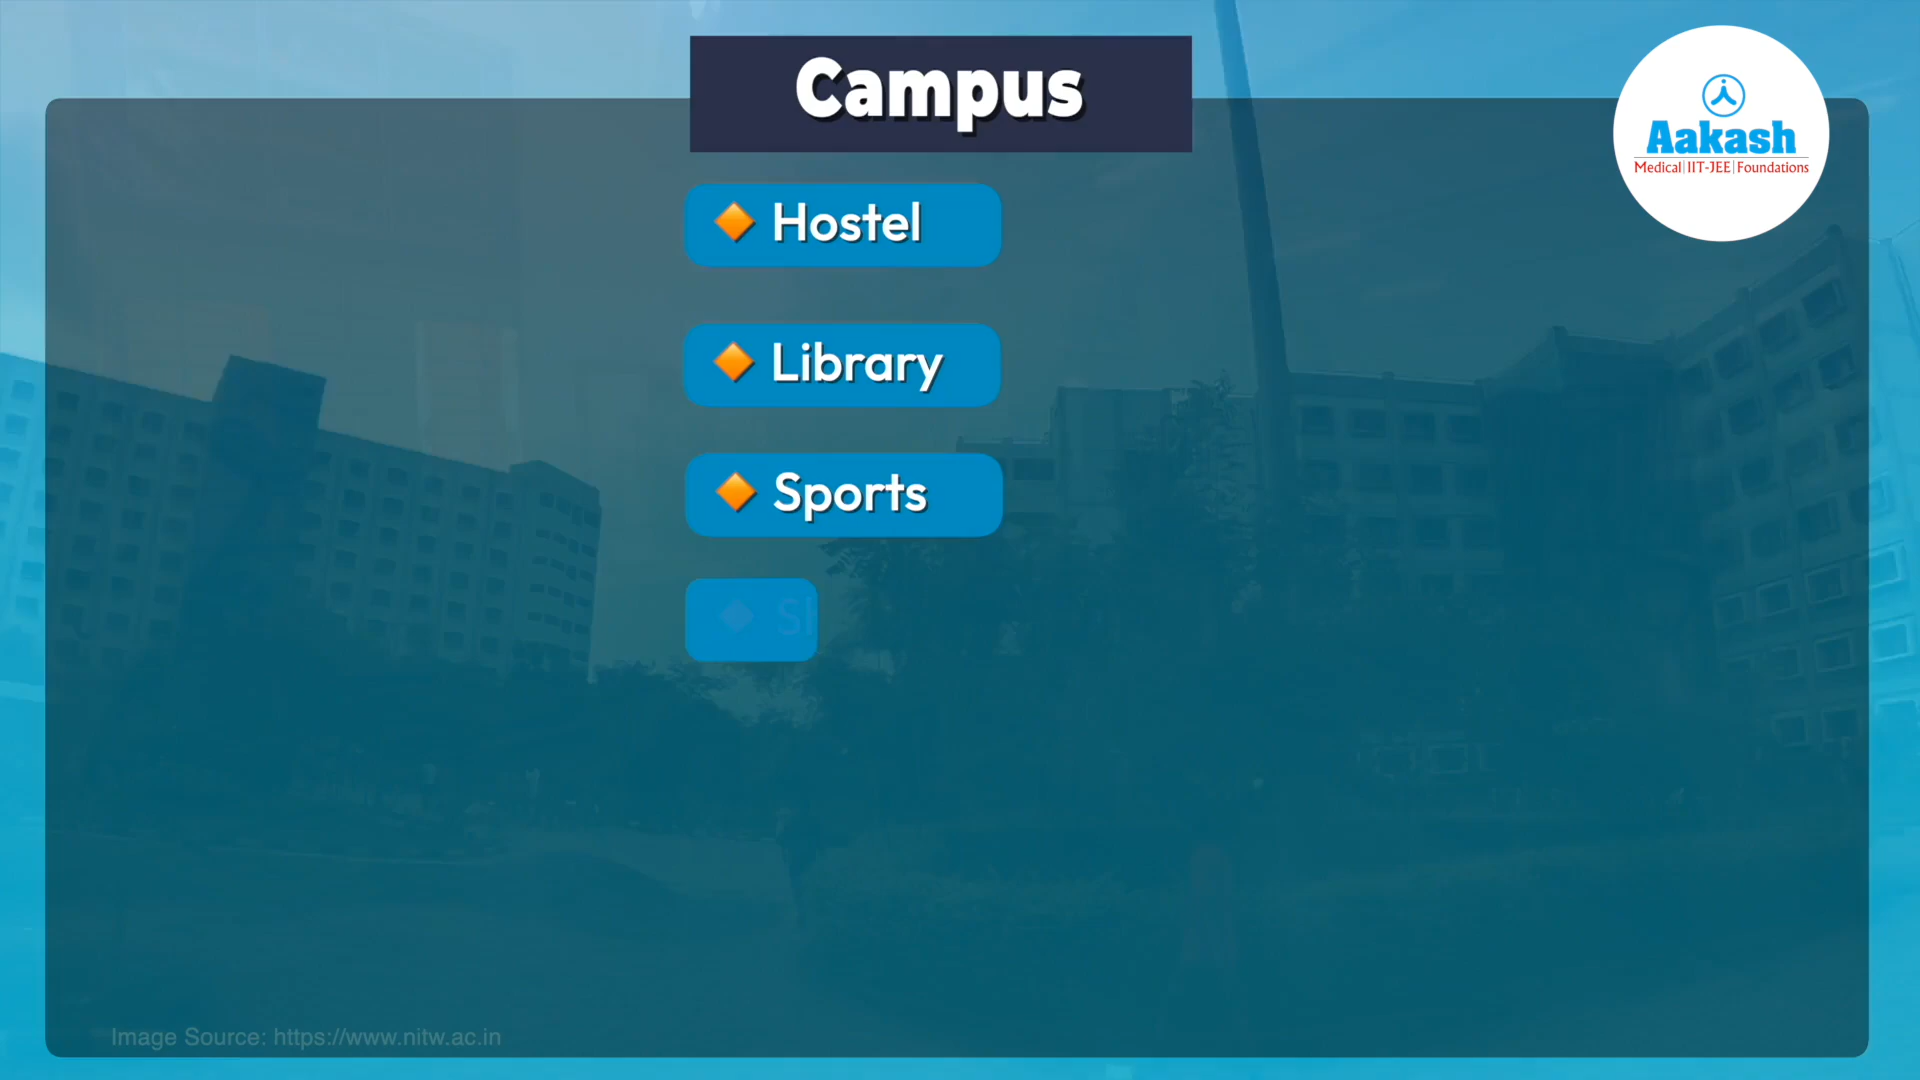 Campus
Aakash
Medical|IIT-JEE|Foundations
🔶 Hostel
🔶 Library
🔶 Sports
Image Source: https://www.nitw.ac.in